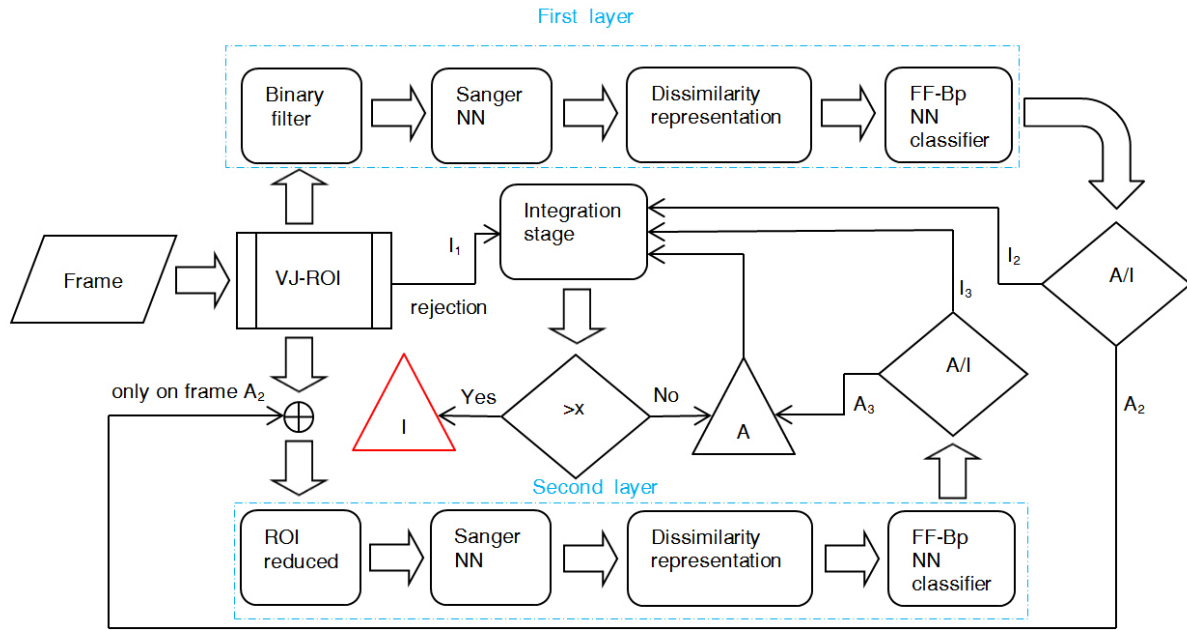 First layer
Binary
filter
Sanger
NN
Dissimilarity
representation
FF-Bp
NN
classifier
Frame
VJ-ROI
I₁
rejection
Integration
stage
I₂
A/I
I₃
A/I
only on frame A₂
I
Yes
>x
No
A
A₃
A₂
Second layer
ROI
reduced
Sanger
NN
Dissimilarity
representation
FF-Bp
NN
classifier